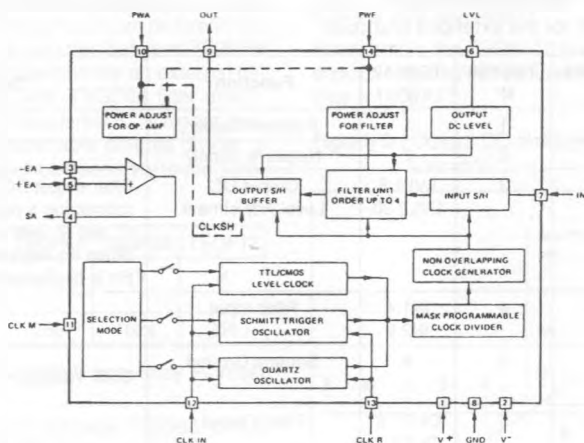 PWA
OUT
PWF
LVL
10
9
14
6
POWER ADJUST
FOR OP. AMP
POWER ADJUST
FOR FILTER
OUTPUT
DC LEVEL
-EA
3
+EA
5
SA
4
-
+
OUTPUT S/H
BUFFER
FILTER UNIT
ORDER UP TO 4
INPUT S/H
7
IN
CLKSH
NON OVERLAPPING
CLOCK GENERATOR
TTL/CMOS
LEVEL CLOCK
SELECTION
MODE
SCHMITT TRIGGER
OSCILLATOR
MASK PROGRAMMABLE
CLOCK DIVIDER
CLK M
11
QUARTZ
OSCILLATOR
12
13
1
8
2
CLK IN
CLK R
V+
GND
V-